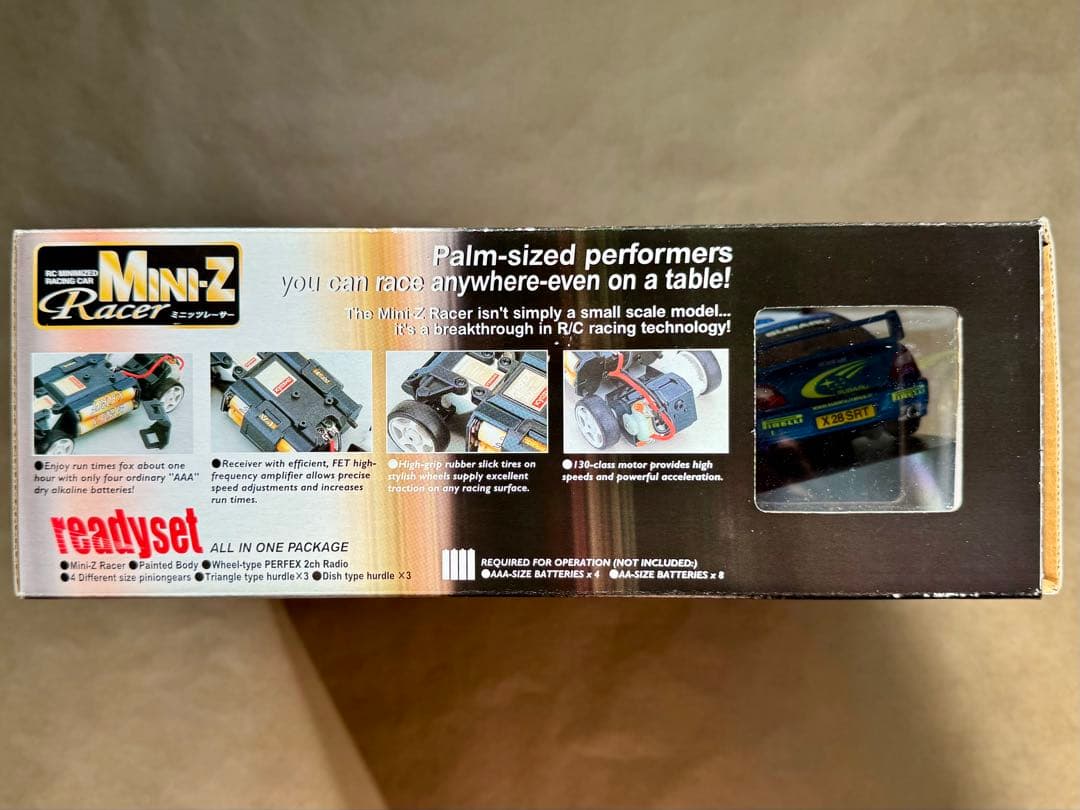 RC MINIMIZED
RACING CAR
MINI-Z
Racer ミニッツレーサー
Palm-sized performers
you can race anywhere-even on a table!
The Mini-Z Racer isn't simply a small scale model...
it's a breakthrough in R/C racing technology!
●Enjoy run times fox about one
hour with only four ordinary "AAA"
dry alkaline batteries!
●Receiver with efficient, FET high-
frequency amplifier allows precise
speed adjustments and increases
run times.
●High-grip rubber slick tires on
stylish wheels supply excellent
traction on any racing surface.
●130-class motor provides high
speeds and powerful acceleration.
SUBARU
SUBARU
PIRELLI
X 28 SRT
PIRELLI
readyset ALL IN ONE PACKAGE
●Mini-Z Racer ●Painted Body ●Wheel-type PERFEX 2ch Radio
●4 Different size piniongears ●Triangle type hurdle×3 ●Dish type hurdle ×3
REQUIRED FOR OPERATION (NOT INCLUDED:)
●AAA-SIZE BATTERIES x 4 ●AA-SIZE BATTERIES x 8